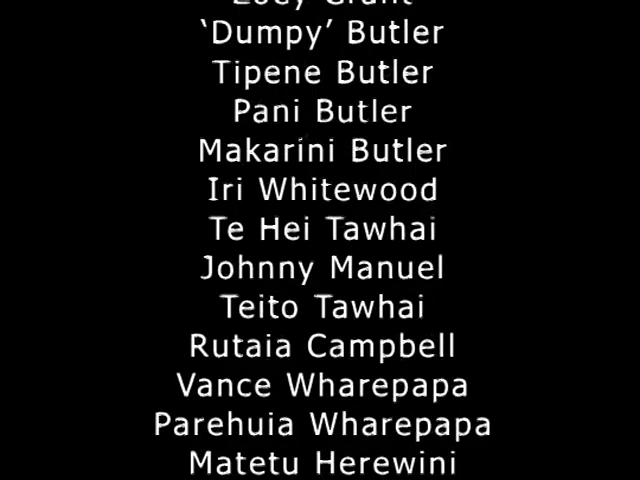 ‘Dumpy’ Butler
Tipene Butler
Pani Butler
Makarini Butler
Iri Whitewood
Te Hei Tawhai
Johnny Manuel
Teito Tawhai
Rutaia Campbell
Vance Wharepapa
Parehuia Wharepapa
Matetu Herewini